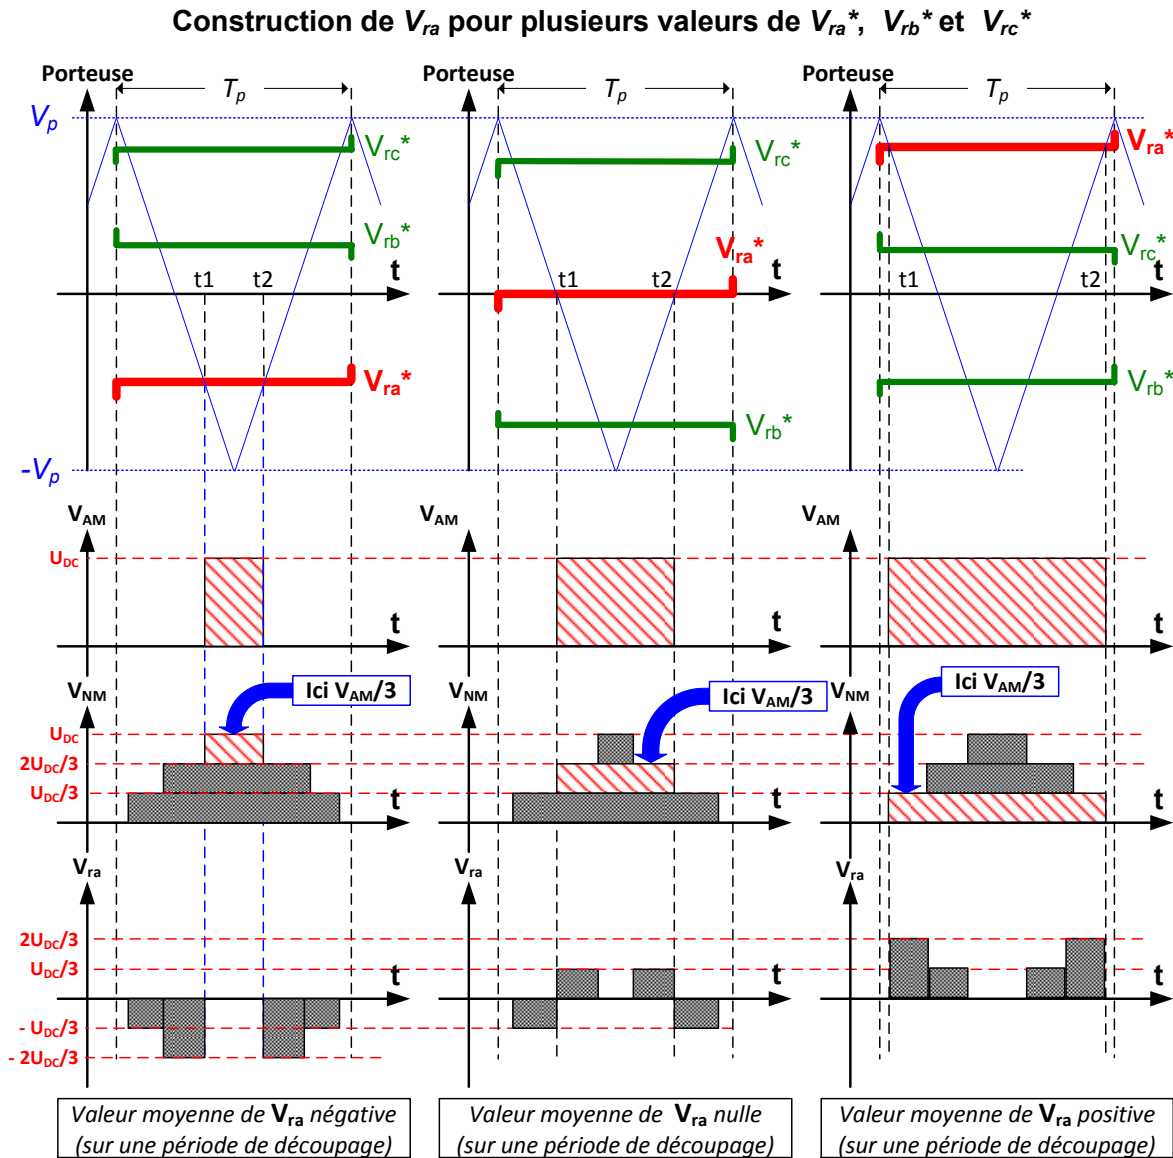 Construction de Vra pour plusieurs valeurs de Vra*, Vrb* et Vrc*
Porteuse
Tp
Vp
Vrc*
Vrb*
t
t1
t2
Vra*
-Vp
Porteuse
Tp
Vrc*
Vra*
t
t1
t2
Vrb*
Porteuse
Tp
Vra*
Vrc*
t
t1
t2
Vrb*
VAM
UDC
t
VAM
t
VAM
t
VNM
Ici VAM/3
UDC
2UDC/3
UDC/3
t
VNM
Ici VAM/3
t
VNM
Ici VAM/3
t
Vra
2UDC/3
UDC/3
t
- UDC/3
- 2UDC/3
Vra
t
Vra
t
Valeur moyenne de Vra négative
(sur une période de découpage)
Valeur moyenne de Vra nulle
(sur une période de découpage)
Valeur moyenne de Vra positive
(sur une période de découpage)